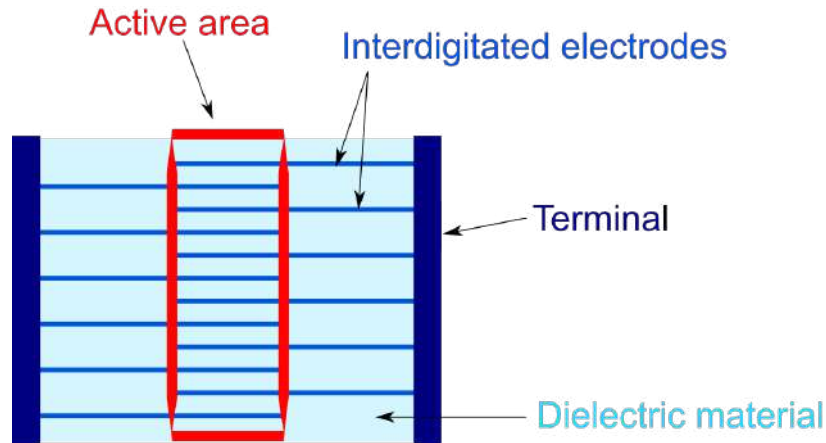 Active area
Interdigitated electrodes
Terminal
Dielectric material